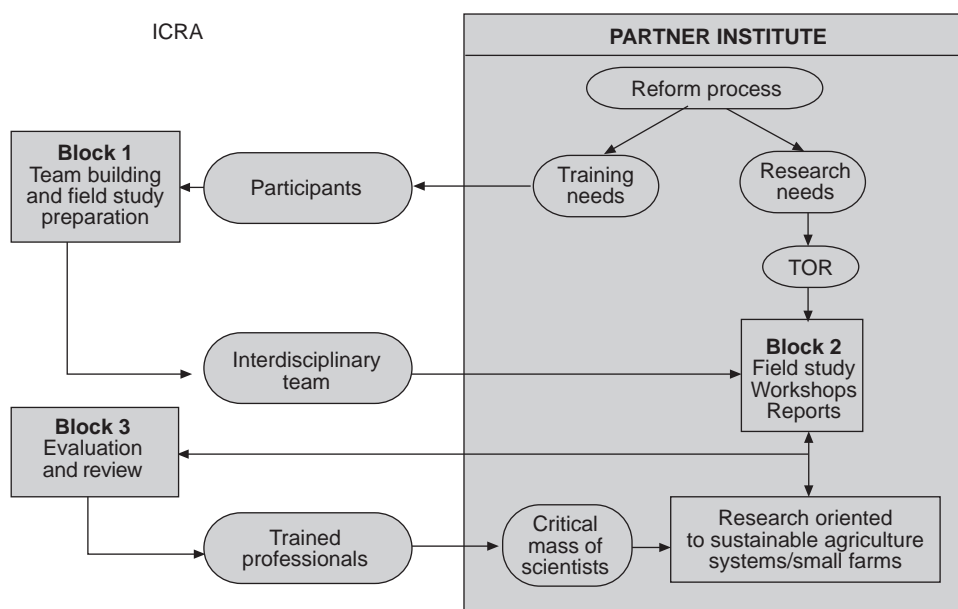 ICRA
PARTNER INSTITUTE
Reform process
Block 1
Team building
and field study
preparation
Participants
Training
needs
Research
needs
TOR
Interdisciplinary
team
Block 2
Field study
Workshops
Reports
Block 3
Evaluation
and review
Trained
professionals
Critical
mass of
scientists
Research oriented
to sustainable agriculture
systems/small farms